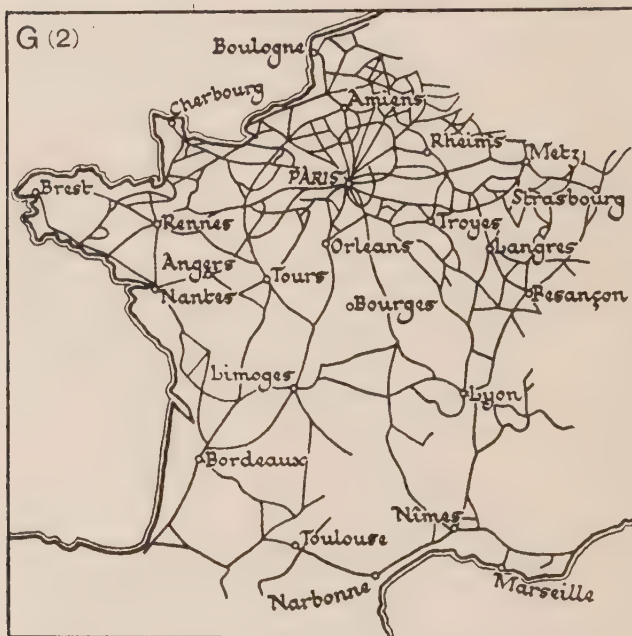 G (2)
Boulogne
Cherbourg
Amiens
Rheims
Metz
PARIS
Brest
Strasbourg
Rennes
Troyes
Orleans
Langres
Angers
Tours
Nantes
Bourges
Besançon
Limoges
Lyon
Bordeaux
Nîmes
Toulouse
Narbonne
Marseille